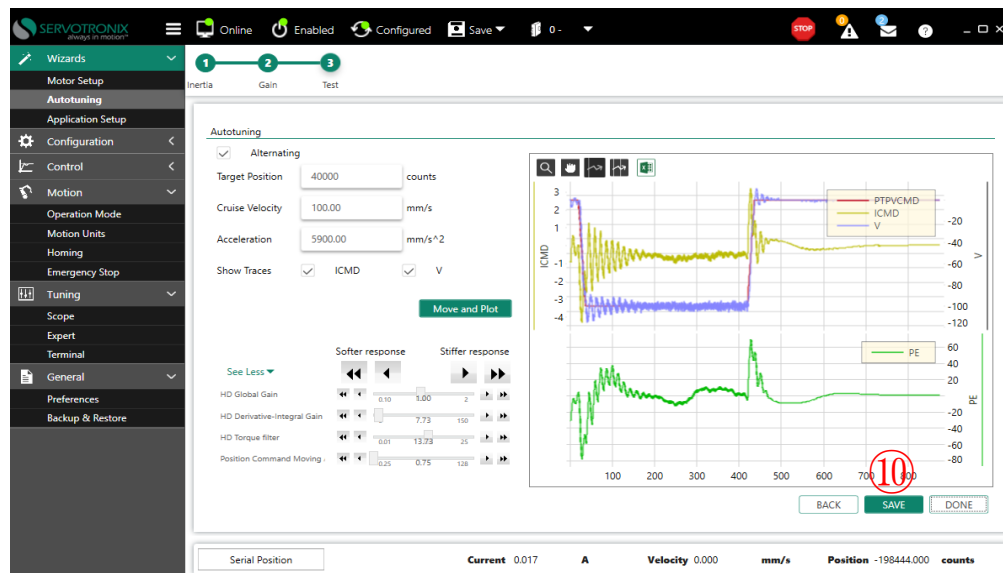 SERVOTRONIX
always in motion™
Online
Enabled
Configured
Save
0 -
STOP
0
2
?
Wizards
Motor Setup
Autotuning
Application Setup
Configuration
Control
Motion
Operation Mode
Motion Units
Homing
Emergency Stop
Tuning
Scope
Expert
Terminal
General
Preferences
Backup & Restore
1 2 3
Inertia Gain Test
Autotuning
Alternating
Target Position 40000 counts
Cruise Velocity 100.00 mm/s
Acceleration 5900.00 mm/s^2
Show Traces ICMD V
Move and Plot
Softer response Stiffer response
See Less
HD Global Gain 0.10 1.00 2
HD Derivative-Integral Gain 7.73 150
HD Torque filter 0.01 13.73 25
Position Command Moving 0.25 0.75 128
3
2
1
-1
-2
-3
-4
ICMD
PTPVCMD
ICMD
V
-20
-40
-60
-80
-100
-120
V
PE
60
40
20
-20
-40
-60
-80
PE
100 200 300 400 500 600 700 800
⑩
BACK SAVE DONE
Serial Position Current 0.017 A Velocity 0.000 mm/s Position -198444.000 counts